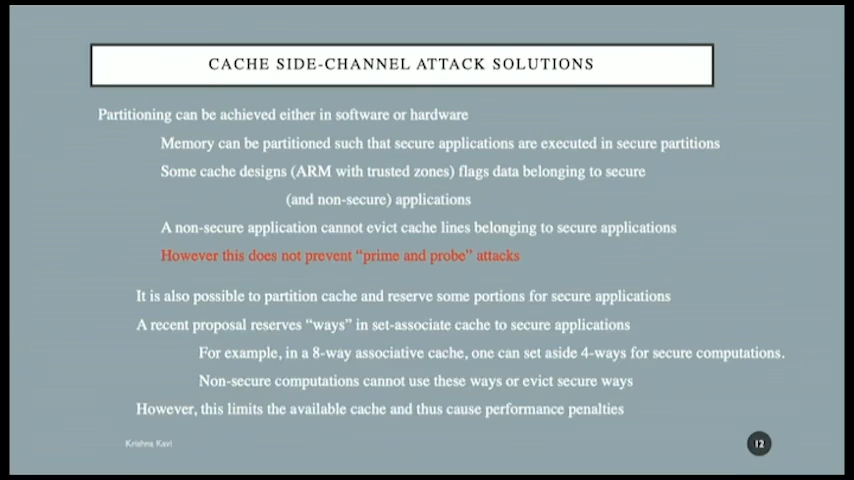 CACHE SIDE-CHANNEL ATTACK SOLUTIONS
Partitioning can be achieved either in software or hardware
Memory can be partitioned such that secure applications are executed in secure partitions
Some cache designs (ARM with trusted zones) flags data belonging to secure
(and non-secure) applications
A non-secure application cannot evict cache lines belonging to secure applications
However this does not prevent “prime and probe” attacks
It is also possible to partition cache and reserve some portions for secure applications
A recent proposal reserves “ways” in set-associate cache to secure applications
For example, in a 8-way associative cache, one can set aside 4-ways for secure computations.
Non-secure computations cannot use these ways or evict secure ways
However, this limits the available cache and thus cause performance penalties
Krishna Kavi
12